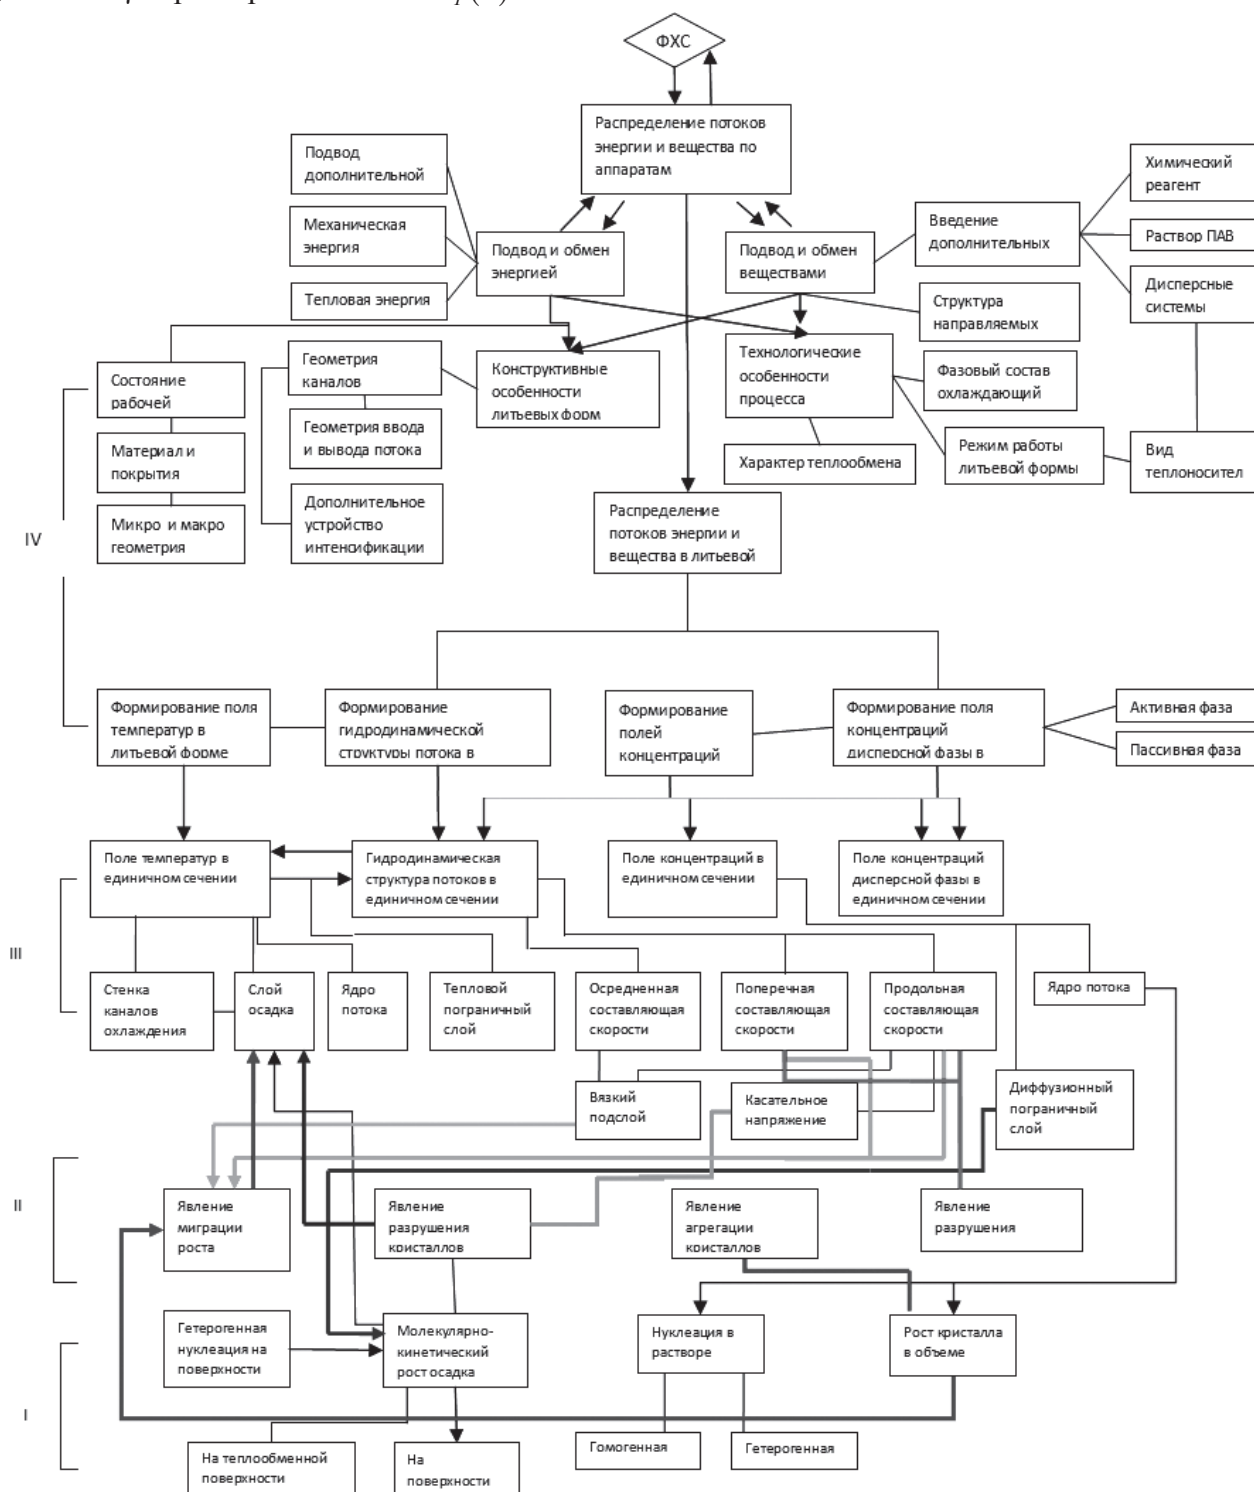 ФХС
Распределение потоков
энергии и вещества по
аппаратам
Подвод
дополнительной
Механическая
энергия
Тепловая энергия
Подвод и обмен
энергией
Подвод и обмен
веществами
Введение
дополнительных
Химический
реагент
Раствор ПАВ
Дисперсные
системы
Структура
направляемых
Состояние
рабочей
Материал и
покрытия
Микро и макро
геометрия
Геометрия
каналов
Геометрия ввода
и вывода потока
Дополнительное
устройство
интенсификации
Конструктивные
особенности
литьевых форм
Технологические
особенности
процесса
Фазовый состав
охлаждающий
Характер теплообмена
Режим работы
литьевой формы
Вид
теплоносител
IV
Распределение
потоков энергии и
вещества в литьевой
Формирование поля
температур в
литьевой форме
Формирование
гидродинамической
структуры потока в
Формирование
полей
концентраций
Формирование поля
концентраций
дисперсной фазы в
Активная фаза
Пассивная фаза
Поле температур в
единичном сечении
Гидродинамическая
структура потоков в
единичном сечении
Поле концентраций в
единичном сечении
Поле концентраций
дисперсной фазы в
единичном сечении
III
Стенка
каналов
охлаждения
Слой
осадка
Ядро
потока
Тепловой
пограничный
слой
Осредненная
составляющая
скорости
Поперечная
составляющая
скорости
Продольная
составляющая
скорости
Ядро потока
Вязкий
подслой
Касательное
напряжение
Диффузионный
пограничный
слой
II
Явление
миграции
роста
Явление
разрушения
кристаллов
Явление
агрегации
кристаллов
Явление
разрушения
I
Гетерогенная
нуклеация на
поверхности
Молекулярно-
кинетический
рост осадка
Нуклеация в
растворе
Рост кристалла
в объеме
На теплообменной
поверхности
На
поверхности
Гомогенная
Гетерогенная